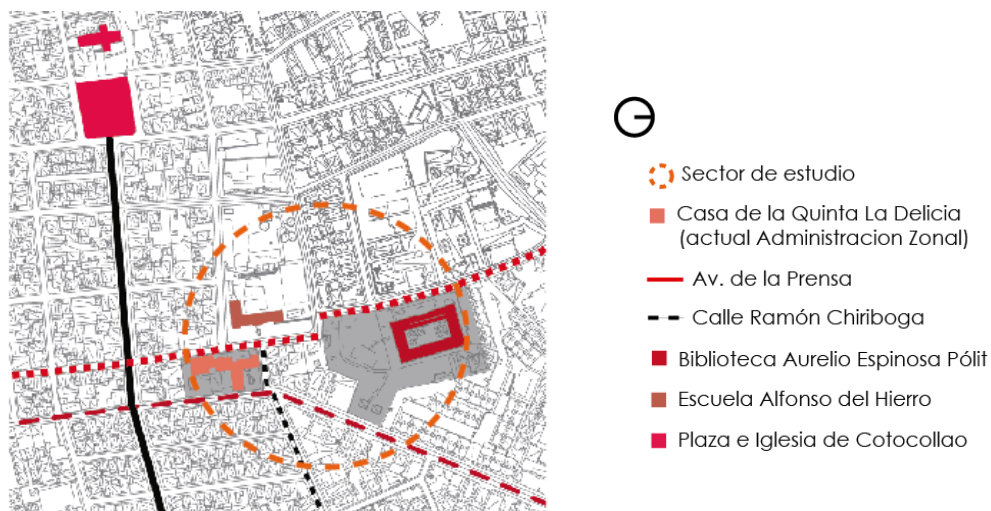 Sector de estudio
Casa de la Quinta La Delicia
(actual Administracion Zonal)
Av. de la Prensa
Calle Ramón Chiriboga
Biblioteca Aurelio Espinosa Pólit
Escuela Alfonso del Hierro
Plaza e Iglesia de Cotocollao